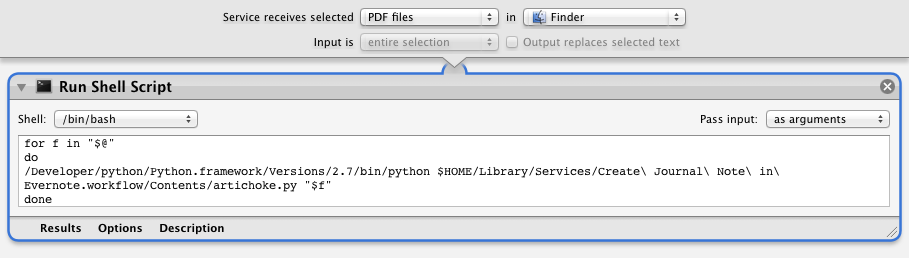 Service receives selected PDF files in Finder
Input is entire selection Output replaces selected text
Run Shell Script
Shell: /bin/bash Pass input: as arguments
for f in "$@"
do
/Developer/python/Python.framework/Versions/2.7/bin/python $HOME/Library/Services/Create\ Journal\ Note\ in\
Evernote.workflow/Contents/artichoke.py "$f"
done
Results Options Description